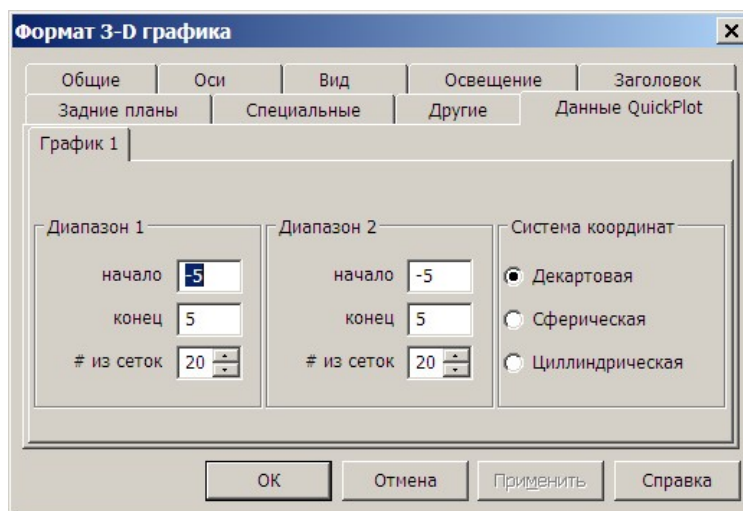 Формат 3-D графика
Общие Оси Вид Освещение Заголовок
Задние планы Специальные Другие Данные QuickPlot
График 1
Диапазон 1 Диапазон 2 Система координат
начало -5 начало -5 Декартовая
конец 5 конец 5 Сферическая
# из сеток 20 # из сеток 20 Циллиндрическая
ОК Отмена Применить Справка